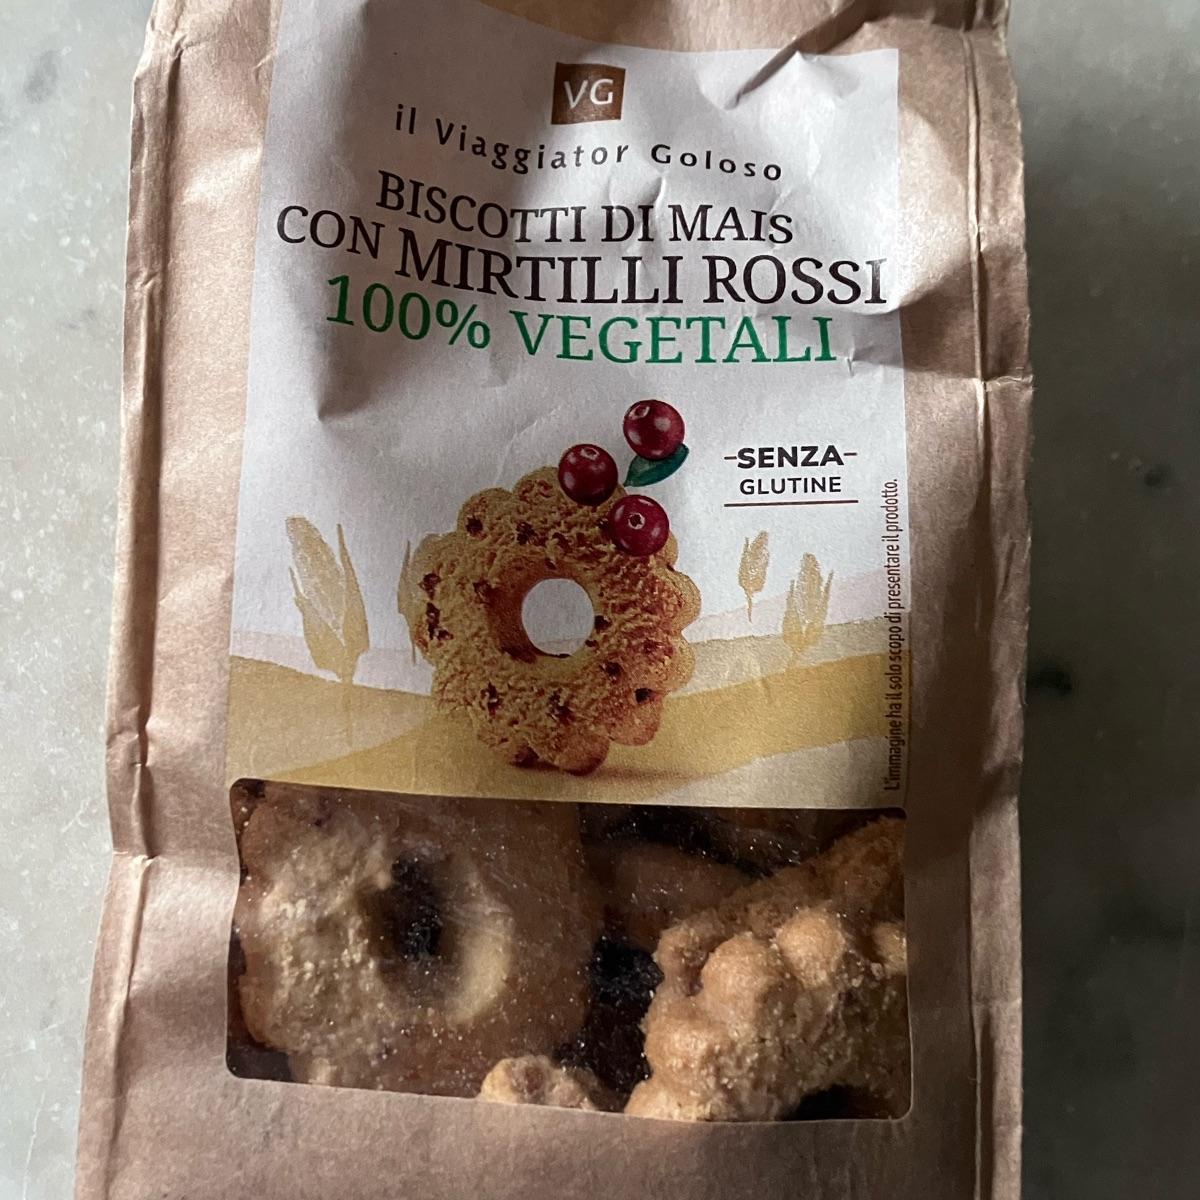 VG
il Viaggiator Goloso
BISCOTTI DI MAIS
CON MIRTILLI ROSSI
100% VEGETALI
-SENZA-
GLUTINE
L'immagine ha il solo scopo di presentare il prodotto.